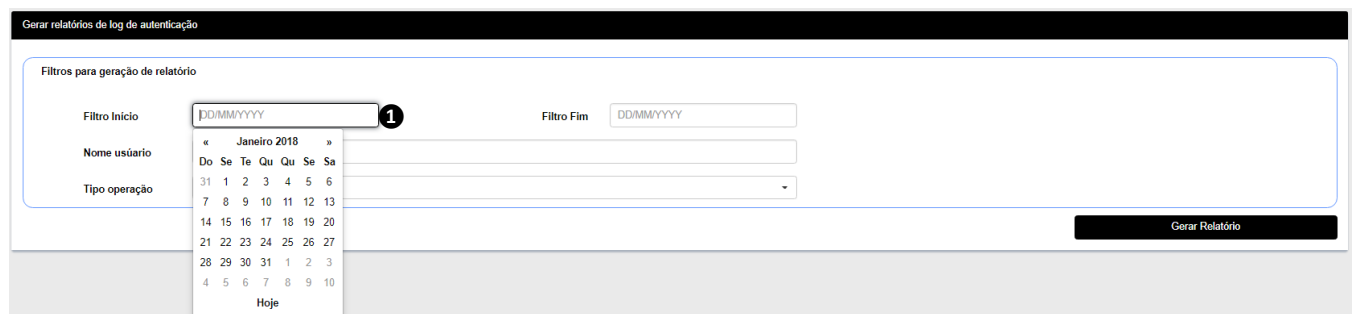 Gerar relatórios de log de autenticação
Filtros para geração de relatório
Filtro Início DD/MM/YYYY 1 Filtro Fim DD/MM/YYYY
Nome usúario
Tipo operação
« Janeiro 2018 »
Do Se Te Qu Qu Se Sa
31 1 2 3 4 5 6
7 8 9 10 11 12 13
14 15 16 17 18 19 20
21 22 23 24 25 26 27
28 29 30 31 1 2 3
4 5 6 7 8 9 10
Hoje
Gerar Relatório